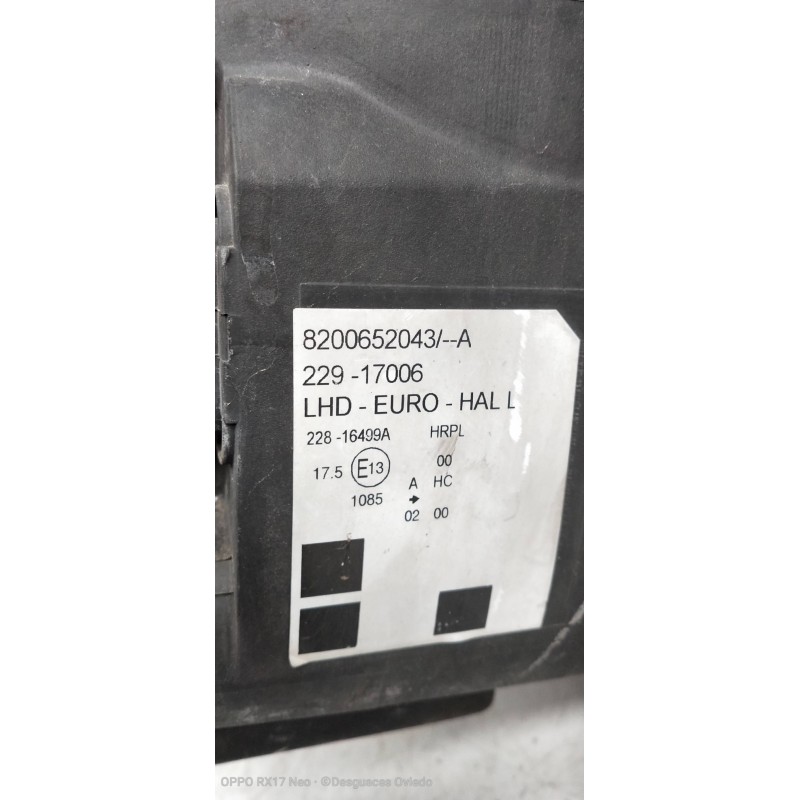 8200652043/--A
229 -17006
LHD - EURO - HAL L
228 -16499A HRPL
17.5 E13 00
A HC
1085 →
02 00
OPPO RX17 Neo · ®Desguaces Oviedo